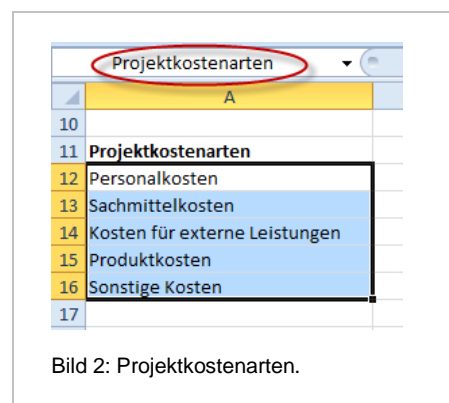 Projektkostenarten
A
10
11 Projektkostenarten
12 Personalkosten
13 Sachmittelkosten
14 Kosten für externe Leistungen
15 Produktkosten
16 Sonstige Kosten
17
Bild 2: Projektkostenarten.